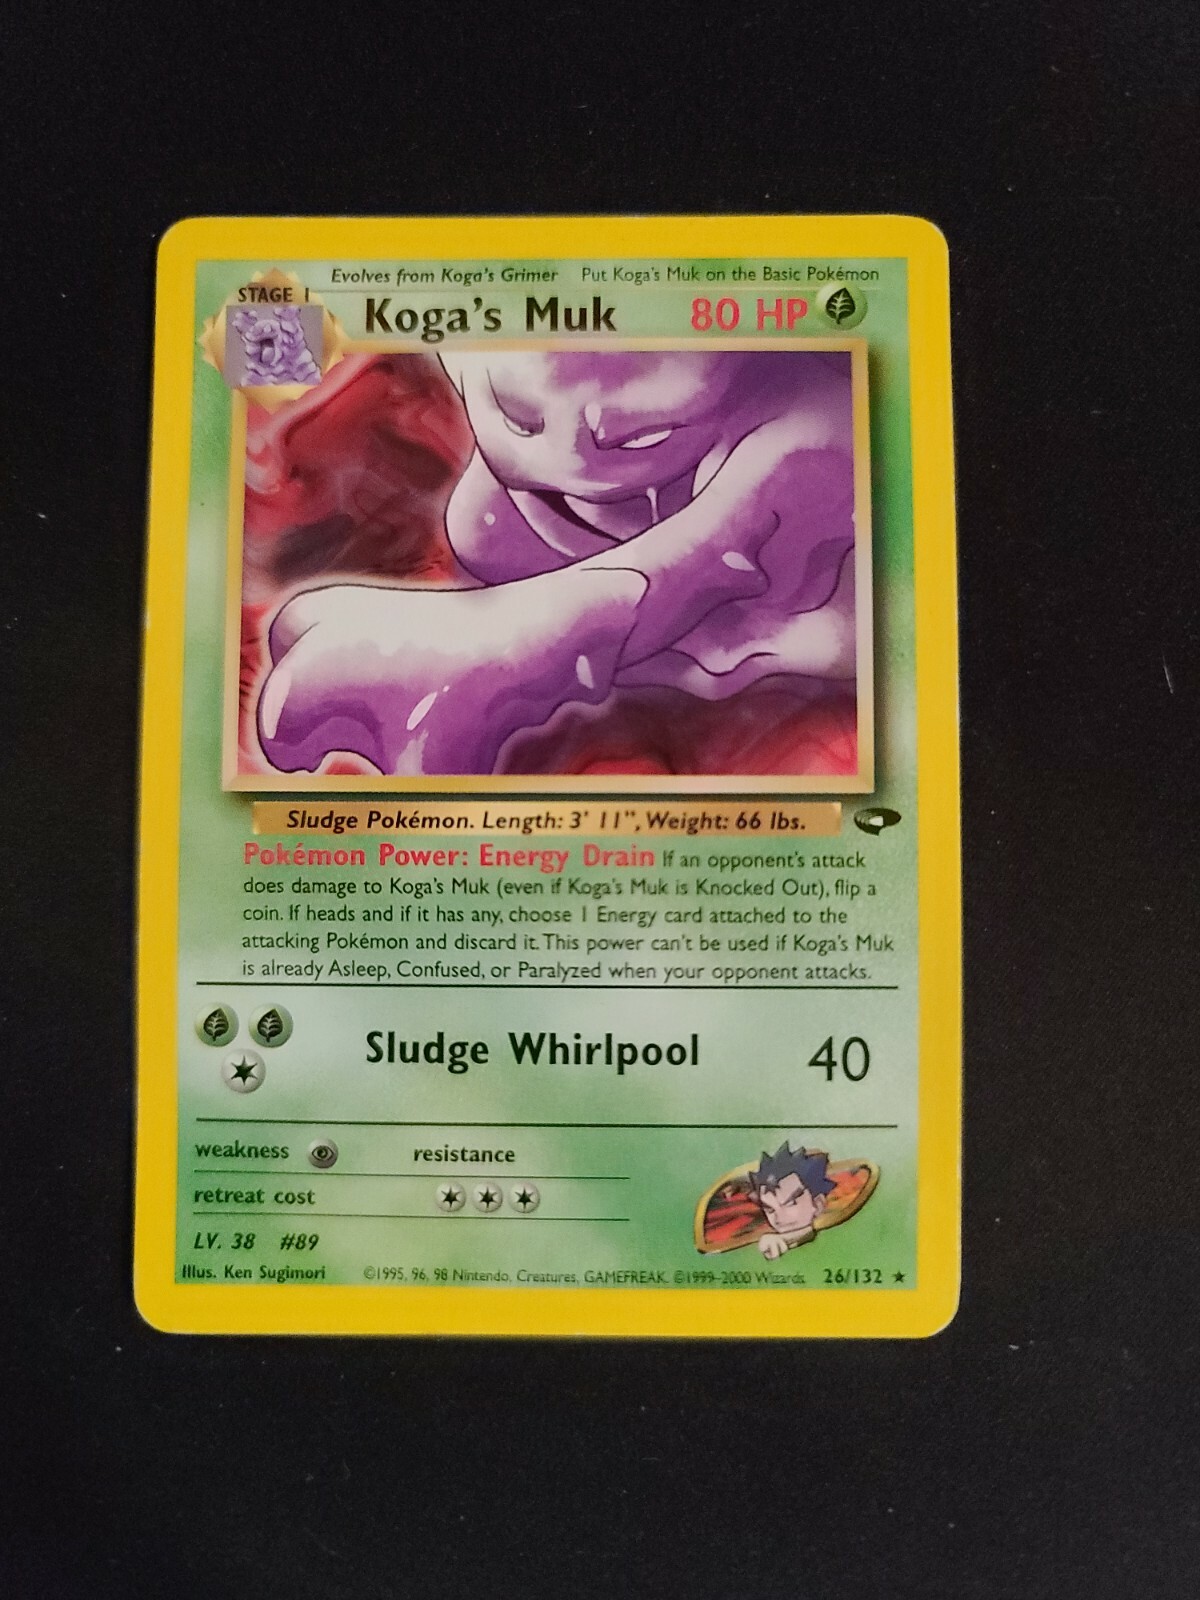 Evolves from Koga's Grimer Put Koga's Muk on the Basic Pokémon
STAGE 1
Koga's Muk 80 HP
Sludge Pokémon. Length: 3' 11", Weight: 66 lbs.
Pokémon Power: Energy Drain If an opponent's attack
does damage to Koga's Muk (even if Koga's Muk is Knocked Out), flip a
coin. If heads and if it has any, choose 1 Energy card attached to the
attacking Pokémon and discard it. This power can't be used if Koga's Muk
is already Asleep, Confused, or Paralyzed when your opponent attacks.
Sludge Whirlpool 40
weakness resistance
retreat cost
LV. 38 #89
Illus. Ken Sugimori ©1995, 96, 98 Nintendo, Creatures, GAMEFREAK. ©1999-2000 Wizards. 26/132 ★